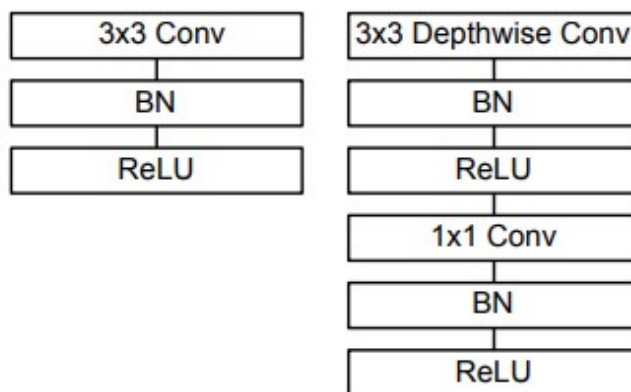 3x3 Conv
BN
ReLU
3x3 Depthwise Conv
BN
ReLU
1x1 Conv
BN
ReLU